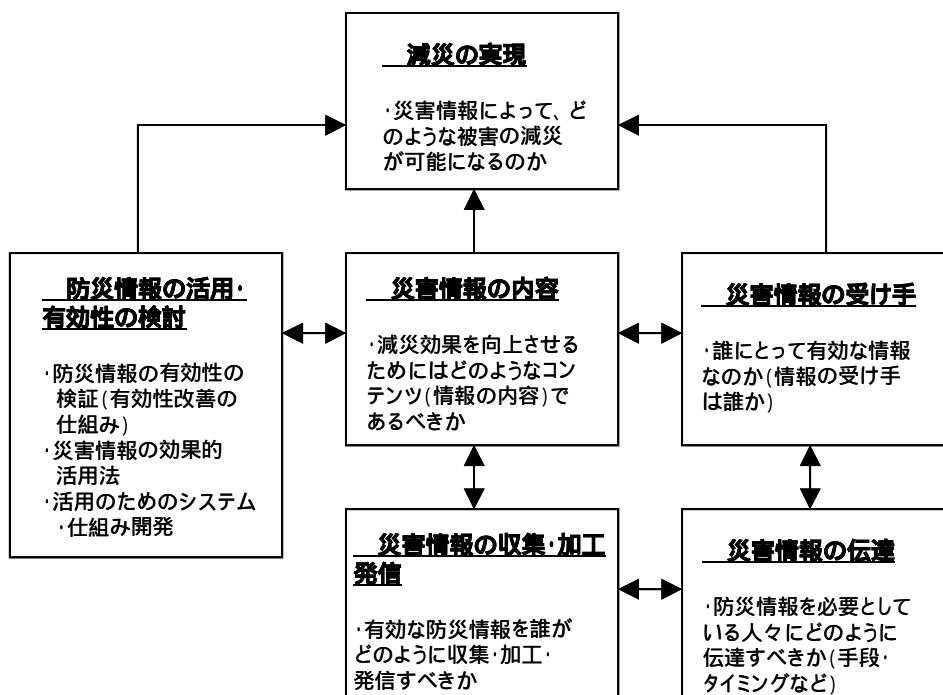 減災の実現
・災害情報によって、ど
のような被害の減災
が可能になるのか
防災情報の活用・
有効性の検討
・防災情報の有効性の
検証(有効性改善の
仕組み)
・災害情報の効果的
活用法
・活用のためのシステム
・仕組み開発
災害情報の内容
・減災効果を向上させる
ためにはどのようなコン
テンツ(情報の内容)で
あるべきか
災害情報の受け手
・誰にとって有効な情報
なのか(情報の受け手
は誰か)
災害情報の収集・加工
発信
・有効な防災情報を誰が
どのように収集・加工・
発信すべきか
災害情報の伝達
・防災情報を必要として
いる人々にどのように
伝達すべきか(手段・
タイミングなど)